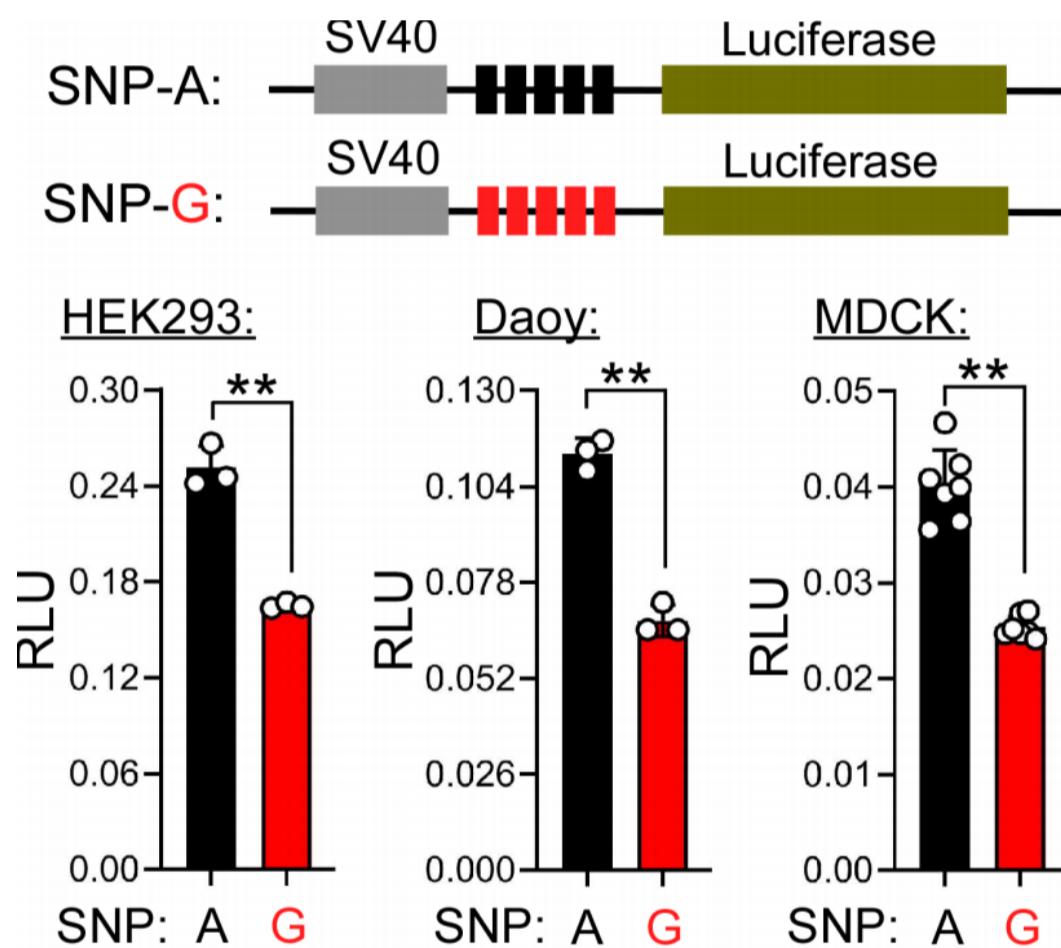 SV40 Luciferase
SNP-A:
SV40 Luciferase
SNP-G:
HEK293: Daoy: MDCK:
** ** **
0.30 0.130 0.05
0.24 0.104 0.04
0.18 0.078 0.03
RLU RLU RLU
0.12 0.052 0.02
0.06 0.026 0.01
0.00 0.000 0.00
SNP: A G SNP: A G SNP: A G